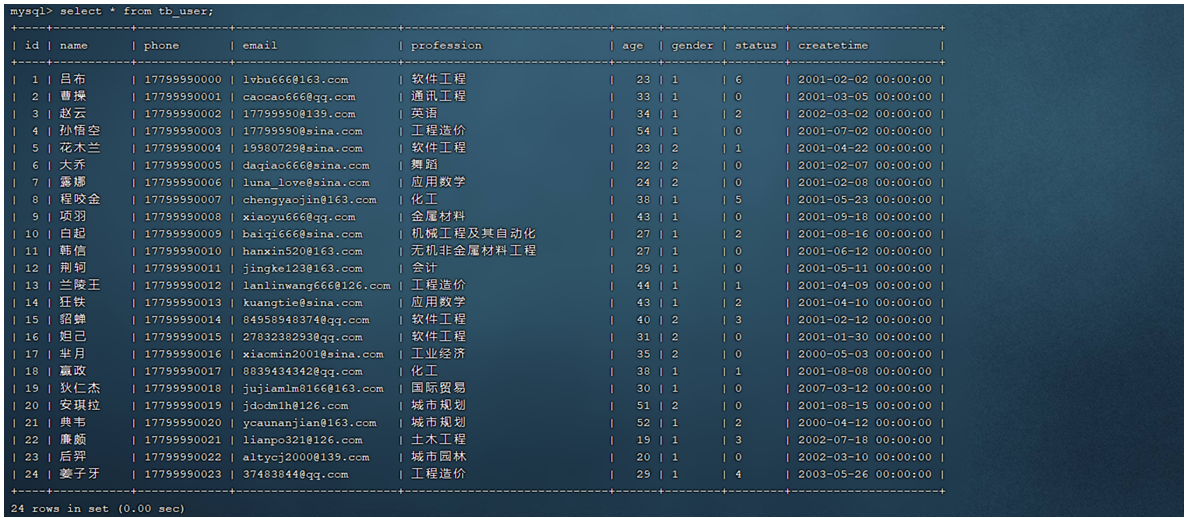 mysql> select * from tb_user;
+----+-----------+-------------+-----------------------+-----------------------------+------+--------+--------+---------------------+
| id | name | phone | email | profession | age | gender | status | createtime |
+----+-----------+-------------+-----------------------+-----------------------------+------+--------+--------+---------------------+
| 1 | 吕布 | 17799990000 | lvbu666@163.com | 软件工程 | 23 | 1 | 6 | 2001-02-02 00:00:00 |
| 2 | 曹操 | 17799990001 | caocao666@qq.com | 通讯工程 | 33 | 1 | 0 | 2001-03-05 00:00:00 |
| 3 | 赵云 | 17799990002 | 17799990@139.com | 英语 | 34 | 1 | 2 | 2002-03-02 00:00:00 |
| 4 | 孙悟空 | 17799990003 | 17799990@sina.com | 工程造价 | 54 | 1 | 0 | 2001-07-02 00:00:00 |
| 5 | 花木兰 | 17799990004 | 19980729@sina.com | 软件工程 | 23 | 2 | 1 | 2001-04-22 00:00:00 |
| 6 | 大乔 | 17799990005 | daqiao666@sina.com | 舞蹈 | 22 | 2 | 0 | 2001-02-07 00:00:00 |
| 7 | 露娜 | 17799990006 | luna_love@sina.com | 应用数学 | 24 | 2 | 0 | 2001-02-08 00:00:00 |
| 8 | 程咬金 | 17799990007 | chengyaojin@163.com | 化工 | 38 | 1 | 5 | 2001-05-23 00:00:00 |
| 9 | 项羽 | 17799990008 | xiaoyu666@qq.com | 金属材料 | 43 | 1 | 0 | 2001-09-18 00:00:00 |
| 10 | 白起 | 17799990009 | baiqi666@sina.com | 机械工程及其自动化 | 27 | 1 | 2 | 2001-08-16 00:00:00 |
| 11 | 韩信 | 17799990010 | hanxin520@163.com | 无机非金属材料工程 | 27 | 1 | 0 | 2001-06-12 00:00:00 |
| 12 | 荆轲 | 17799990011 | jingke123@163.com | 会计 | 29 | 1 | 0 | 2001-05-11 00:00:00 |
| 13 | 兰陵王 | 17799990012 | lanlinwang666@126.com | 工程造价 | 44 | 1 | 1 | 2001-04-09 00:00:00 |
| 14 | 狂铁 | 17799990013 | kuangtie@sina.com | 应用数学 | 43 | 1 | 2 | 2001-04-10 00:00:00 |
| 15 | 貂蝉 | 17799990014 | 84958948374@qq.com | 软件工程 | 40 | 2 | 3 | 2001-02-12 00:00:00 |
| 16 | 妲己 | 17799990015 | 2783238293@qq.com | 软件工程 | 31 | 2 | 0 | 2001-01-30 00:00:00 |
| 17 | 芈月 | 17799990016 | xiaomin2001@sina.com | 工业经济 | 35 | 2 | 0 | 2000-05-03 00:00:00 |
| 18 | 嬴政 | 17799990017 | 8839434342@qq.com | 化工 | 38 | 1 | 1 | 2001-08-08 00:00:00 |
| 19 | 狄仁杰 | 17799990018 | jujiamlm8166@163.com | 国际贸易 | 30 | 1 | 0 | 2007-03-12 00:00:00 |
| 20 | 安琪拉 | 17799990019 | jdodm1h@126.com | 城市规划 | 51 | 2 | 0 | 2001-08-15 00:00:00 |
| 21 | 典韦 | 17799990020 | ycaunanjian@163.com | 城市规划 | 52 | 1 | 2 | 2000-04-12 00:00:00 |
| 22 | 廉颇 | 17799990021 | lianpo321@126.com | 土木工程 | 19 | 1 | 3 | 2002-07-18 00:00:00 |
| 23 | 后羿 | 17799990022 | altycj2000@139.com | 城市园林 | 20 | 1 | 0 | 2002-03-10 00:00:00 |
| 24 | 姜子牙 | 17799990023 | 37483844@qq.com | 工程造价 | 29 | 1 | 4 | 2003-05-26 00:00:00 |
+----+-----------+-------------+-----------------------+-----------------------------+------+--------+--------+---------------------+
24 rows in set (0.00 sec)